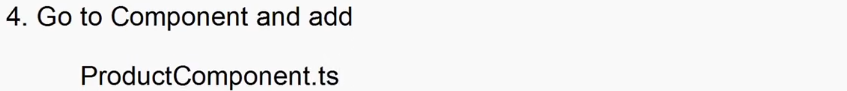 4. Go to Component and add
ProductComponent.ts